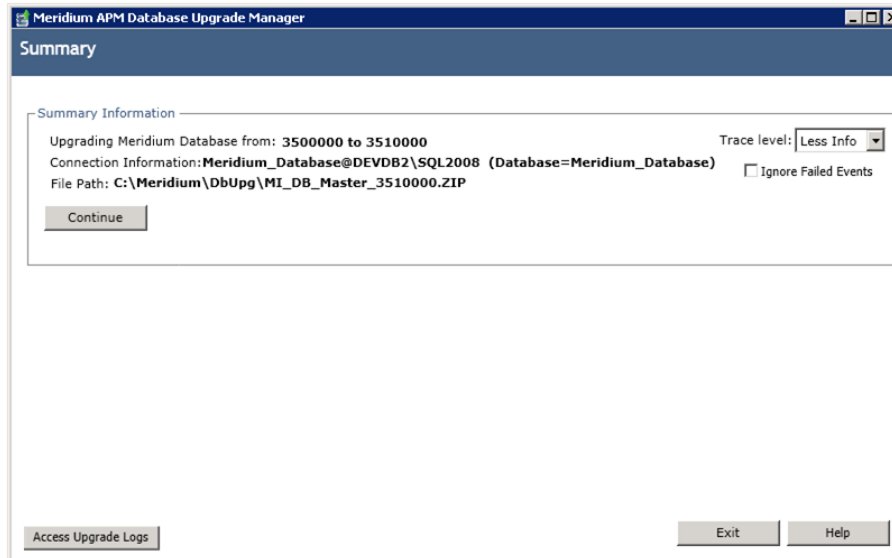 Meridium APM Database Upgrade Manager
Summary
Summary Information
Upgrading Meridium Database from: 3500000 to 3510000
Trace level: Less Info
Connection Information:Meridium_Database@DEVDB2\SQL2008 (Database=Meridium_Database)
Ignore Failed Events
File Path: C:\Meridium\DbUpg\MI_DB_Master_3510000.ZIP
Continue
Access Upgrade Logs
Exit
Help